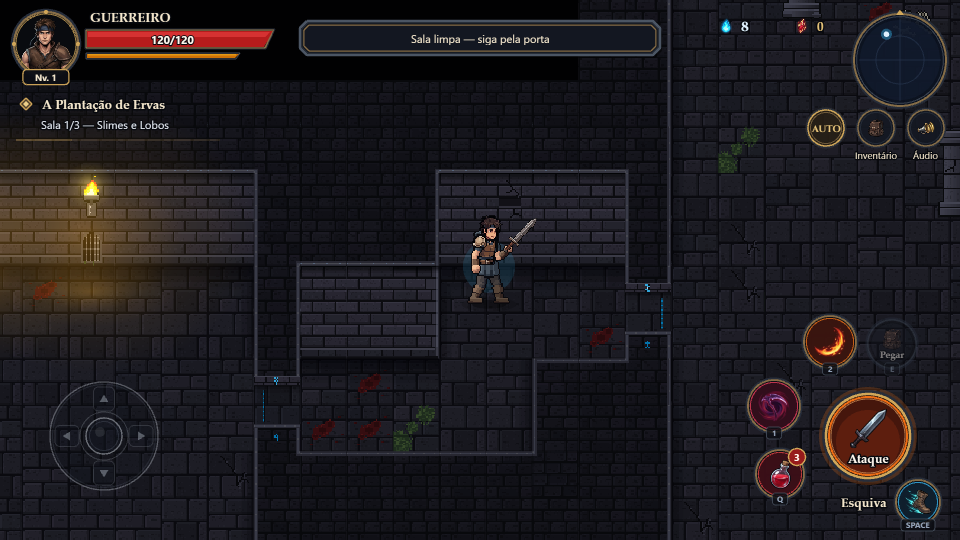 GUERREIRO
120/120
Nv. 1
Sala limpa — siga pela porta
8
0
A Plantação de Ervas
Sala 1/3 — Slimes e Lobos
AUTO
Inventário
Áudio
2
Pegar
E
1
3
Q
Ataque
Esquiva
SPACE